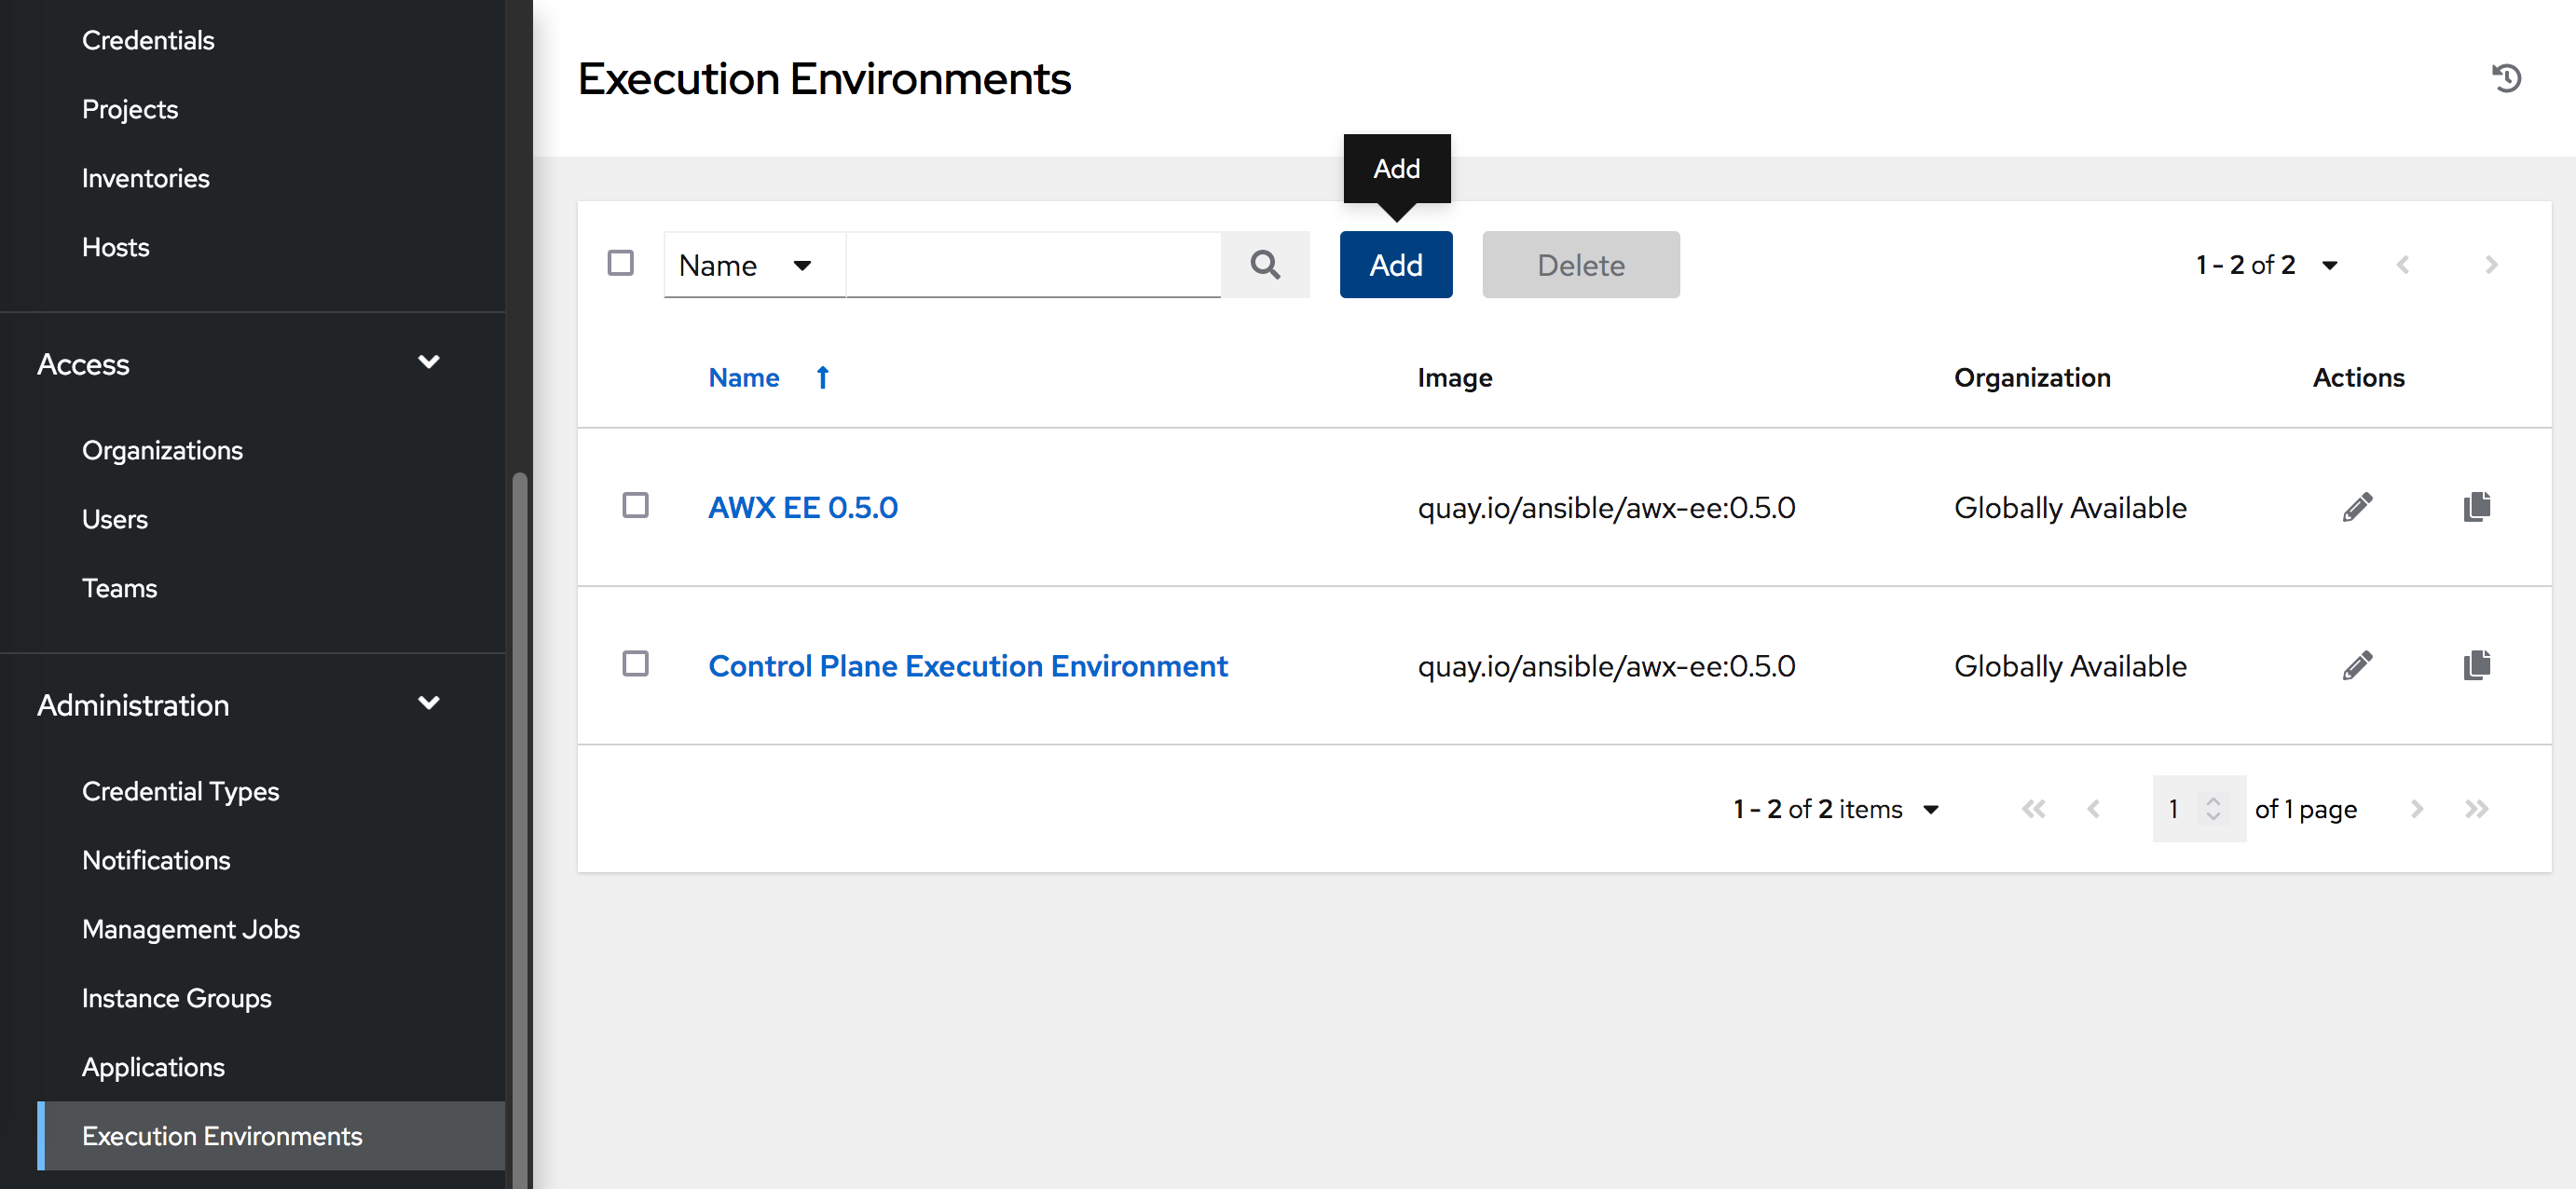 Credentials
Projects
Inventories
Hosts
Access
Organizations
Users
Teams
Administration
Credential Types
Notifications
Management Jobs
Instance Groups
Applications
Execution Environments
Execution Environments
Add
Name
Add
Delete
1 - 2 of 2
Name Image Organization Actions
AWX EE 0.5.0 quay.io/ansible/awx-ee:0.5.0 Globally Available
Control Plane Execution Environment quay.io/ansible/awx-ee:0.5.0 Globally Available
1 - 2 of 2 items 1 of 1 page